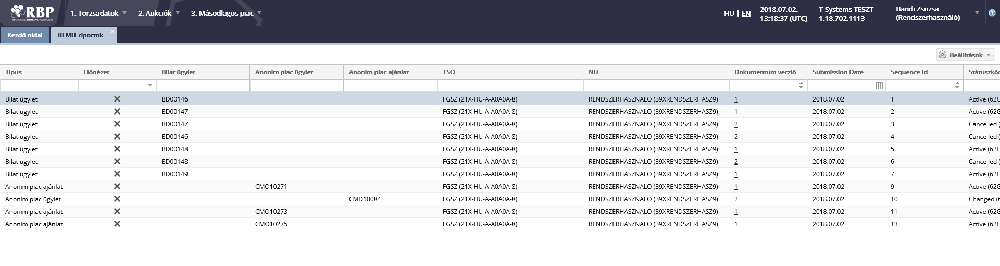 RBP
REGIONAL BOOKING PLATFORM
1. Törzsadatok
2. Aukciók
3. Másodlagos piac
HU | EN
2018.07.02.
13:18:37 (UTC)
T-Systems TESZT
1.18.702.1113
Bandi Zsuzsa
(Rendszerhasználó)
Kezdő oldal
REMIT riportok
Beállítások
Típus Előnézet Bilat ügylet Anonim piac ügylet Anonim piac ajánlat TSO NU Dokumentum verzió Submission Date Sequence Id Státuszkód
Bilat ügylet BD00146 FGSZ (21X-HU-A-A0A0A-8) RENDSZERHASZNALO (39XRENDSZERHASZ9) 1 2018.07.02 1 Active (62G
Bilat ügylet BD00147 FGSZ (21X-HU-A-A0A0A-8) RENDSZERHASZNALO (39XRENDSZERHASZ9) 1 2018.07.02 2 Active (62G
Bilat ügylet BD00147 FGSZ (21X-HU-A-A0A0A-8) RENDSZERHASZNALO (39XRENDSZERHASZ9) 2 2018.07.02 3 Cancelled (
Bilat ügylet BD00146 FGSZ (21X-HU-A-A0A0A-8) RENDSZERHASZNALO (39XRENDSZERHASZ9) 2 2018.07.02 4 Cancelled (
Bilat ügylet BD00148 FGSZ (21X-HU-A-A0A0A-8) RENDSZERHASZNALO (39XRENDSZERHASZ9) 1 2018.07.02 5 Active (62G
Bilat ügylet BD00148 FGSZ (21X-HU-A-A0A0A-8) RENDSZERHASZNALO (39XRENDSZERHASZ9) 2 2018.07.02 6 Cancelled (
Bilat ügylet BD00149 FGSZ (21X-HU-A-A0A0A-8) RENDSZERHASZNALO (39XRENDSZERHASZ9) 1 2018.07.02 7 Active (62G
Anonim piac ajánlat CMO10271 FGSZ (21X-HU-A-A0A0A-8) RENDSZERHASZNALO (39XRENDSZERHASZ9) 1 2018.07.02 9 Active (62G
Anonim piac ügylet CMD10084 FGSZ (21X-HU-A-A0A0A-8) RENDSZERHASZNALO (39XRENDSZERHASZ9) 2 2018.07.02 10 Changed (6
Anonim piac ajánlat CMO10273 FGSZ (21X-HU-A-A0A0A-8) RENDSZERHASZNALO (39XRENDSZERHASZ9) 1 2018.07.02 11 Active (62G
Anonim piac ajánlat CMO10275 FGSZ (21X-HU-A-A0A0A-8) RENDSZERHASZNALO (39XRENDSZERHASZ9) 1 2018.07.02 13 Active (62G